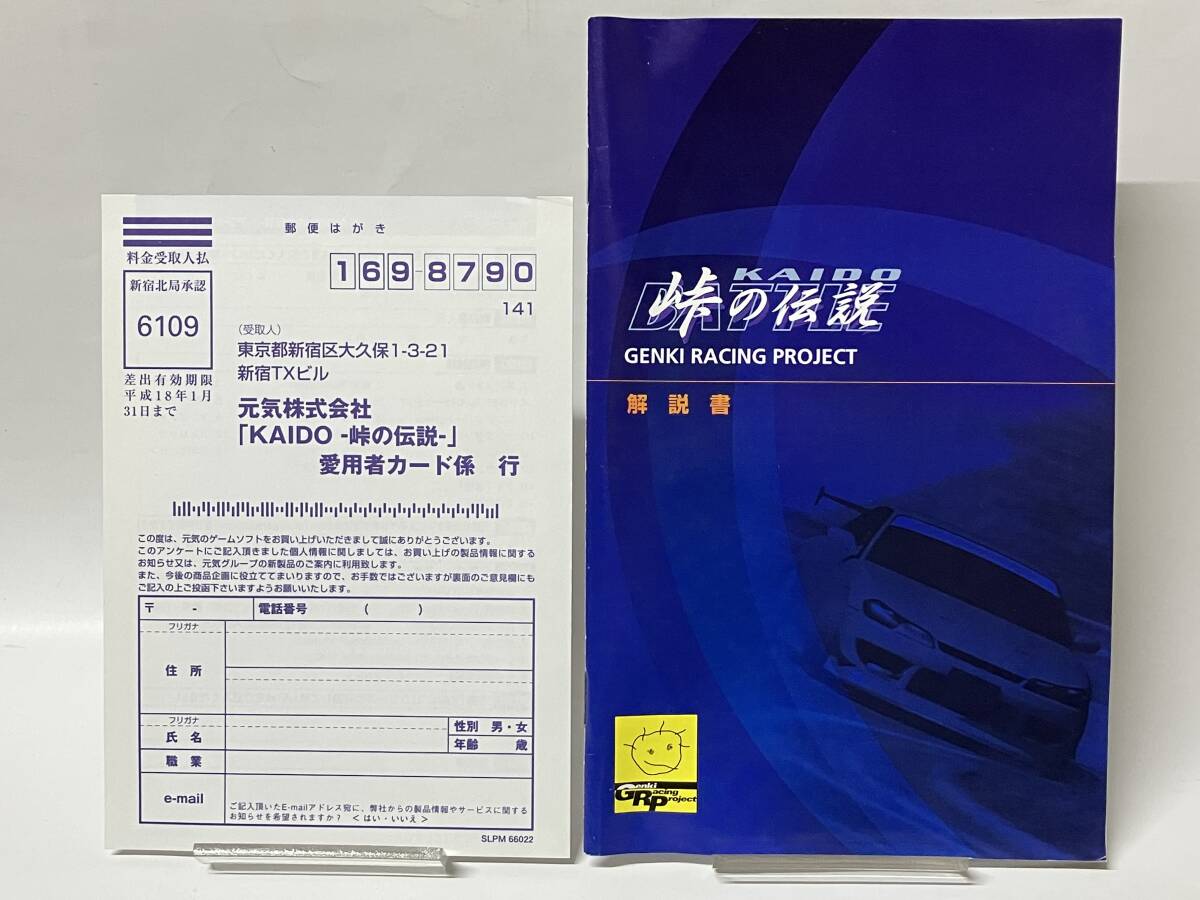 郵便はがき
料金受取人払
新宿北局承認
6109
差出有効期限
平成18年1月
31日まで
169-8790
141
(受取人)
東京都新宿区大久保1-3-21
新宿TXビル
元気株式会社
「KAIDO -峠の伝説-」
愛用者カード係 行
この度は、元気のゲームソフトをお買い上げいただきまして誠にありがとうございます。
このアンケートにご記入頂きました個人情報に関しましては、お買い上げの製品情報に関する
お知らせ又は、元気グループの新製品のご案内に利用致します。
また、今後の商品企画に役立ててまいりますので、お手数ではございますが裏面のご意見欄にも
ご記入の上ご投函下さいますようお願いいたします。
〒 - 電話番号 ( )
フリガナ
住所
フリガナ
氏名
性別 男・女
年齢 歳
職業
e-mail
ご記入頂いたE-mailアドレス宛に、弊社からの製品情報やサービスに関する
お知らせを希望されますか? <はい・いいえ>
SLPM 66022
KAIDO
BATTLE
峠の伝説
GENKI RACING PROJECT
解説書
Genki
Racing
Project